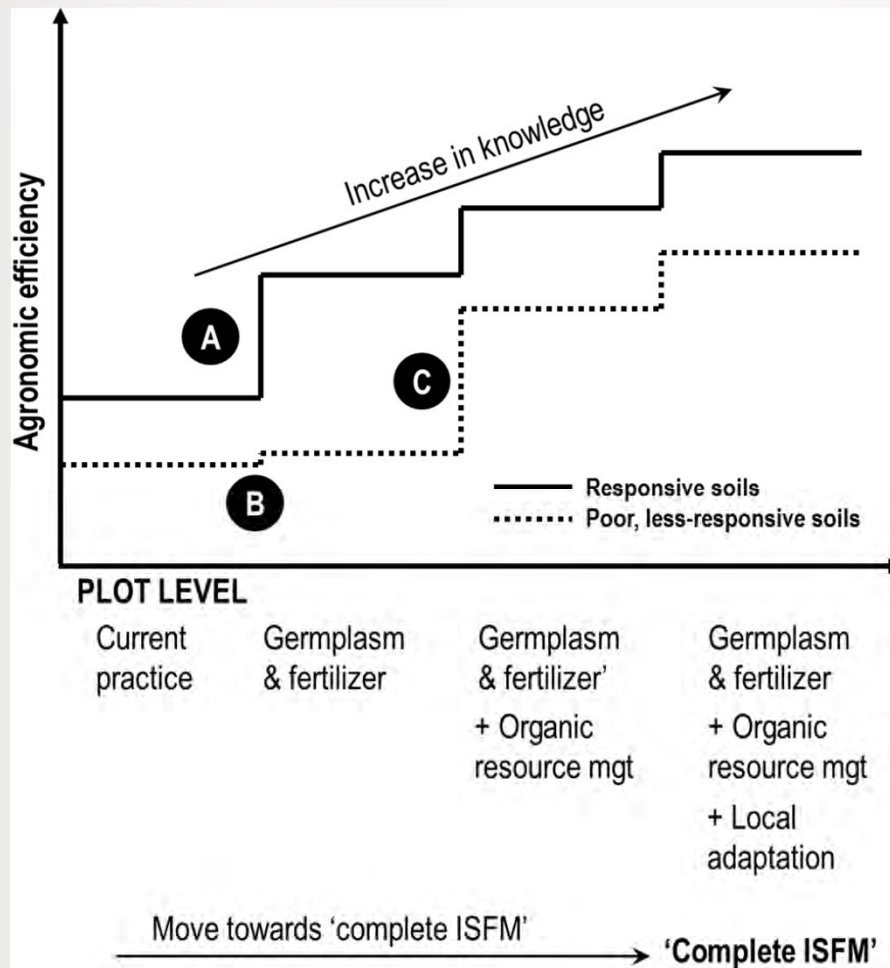 Agronomic efficiency
Increase in knowledge
A
C
B
Responsive soils
Poor, less-responsive soils
PLOT LEVEL
Current
practice
Germplasm
& fertilizer
Germplasm
& fertilizer’
+ Organic
resource mgt
Germplasm
& fertilizer
+ Organic
resource mgt
+ Local
adaptation
Move towards ‘complete ISFM’
‘Complete ISFM’